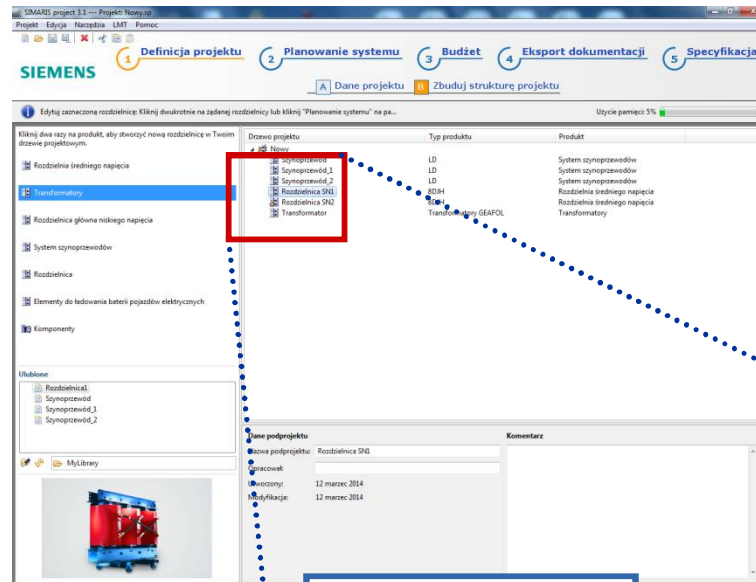 SIMARIS project 3.1 --- Projekt: Nowy.sp
Projekt Edycja Narzędzia LMT Pomoc
SIEMENS
1 Definicja projektu
2 Planowanie systemu
3 Budżet
4 Eksport dokumentacji
5 Specyfikacja
A Dane projektu B Zbuduj strukturę projektu
Edytuj zaznaczoną rozdzielnicę: Kliknij dwukrotnie na żądanej rozdzielnicy lub kliknij "Planowanie systemu" na pa...
Użycie pamięci: 5%
Kliknij dwa razy na produkt, aby stworzyć nową rozdzielnicę w Twoim
drzewie projektowym.
Rozdzielnia średniego napięcia
Transformatory
Rozdzielnica główna niskiego napięcia
System szynoprzewodów
Rozdzielnica
Elementy do ładowania baterii pojazdów elektrycznych
Komponenty
Ulubione
Rozdzielnica1
Szynoprzewód
Szynoprzewód_1
Szynoprzewód_2
MyLibrary
Drzewo projektu Typ produktu Produkt
Nowy
Szynoprzewód LD System szynoprzewodów
Szynoprzewód_1 LD System szynoprzewodów
Szynoprzewód_2 LD System szynoprzewodów
Rozdzielnica SN1 8DJH Rozdzielnia średniego napięcia
Rozdzielnica SN2 8DJH Rozdzielnia średniego napięcia
Transformator Transformatory GEAFOL Transformatory
Dane podprojektu Komentarz
Nazwa podprojektu: Rozdzielnica SN1
Opracował:
Utworzony: 12 marzec 2014
Modyfikacja: 12 marzec 2014